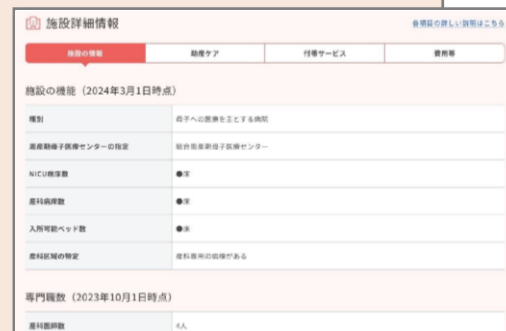 施設詳細情報
各項目の詳しい説明はこちら
施設の情報
助産ケア
付帯サービス
費用等
施設の機能（2024年3月1日時点）
種別 母子への医療を主とする病院
周産期母子医療センターの指定 総合周産期母子医療センター
NICU病床数 ●床
産科病床数 ●床
入所可能ベッド数 ●床
産科区域の特定 産科専用の病棟がある
専門職数（2023年10月1日時点）
産科医師数 4人